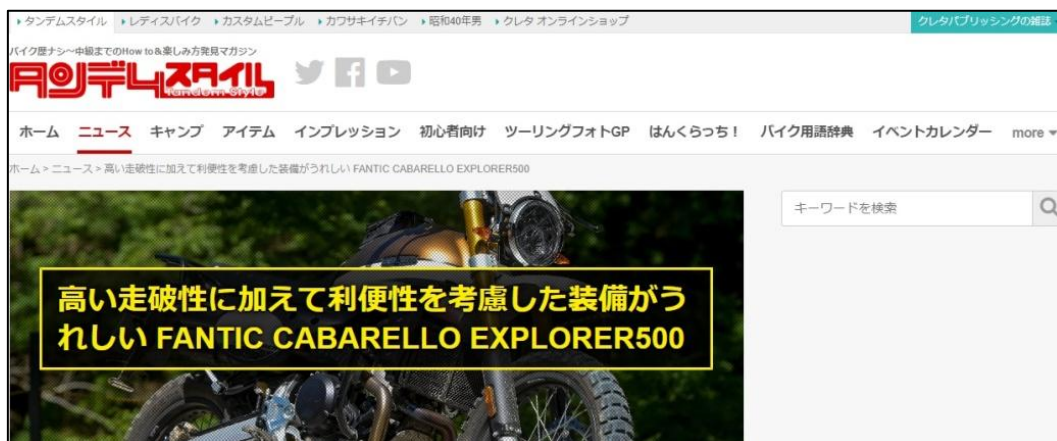 タンデムスタイル レディスバイク カスタムピープル カワサキイチバン 昭和40年男 クレタ オンラインショップ クレタパブリッシングの雑誌
バイク歴ナシ〜中級までのHow to&楽しみ方発見マガジン
タンデムスタイル
tandem style
ホーム ニュース キャンプ アイテム インプレッション 初心者向け ツーリングフォトGP はんくらっち！ バイク用語辞典 イベントカレンダー more
ホーム > ニュース > 高い走破性に加えて利便性を考慮した装備がうれしい FANTIC CABARELLO EXPLORER500
キーワードを検索
高い走破性に加えて利便性を考慮した装備がう
れしい FANTIC CABARELLO EXPLORER500